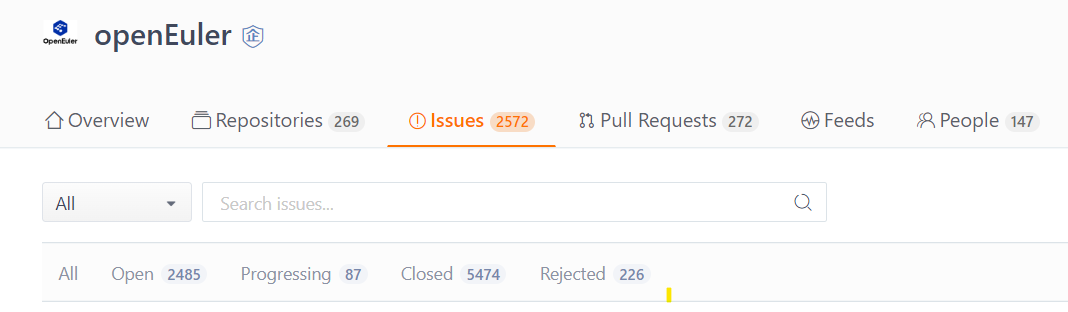 OpenEuler
openEuler 企
Overview Repositories 269 Issues 2572 Pull Requests 272 Feeds People 147
All Search issues...
All Open 2485 Progressing 87 Closed 5474 Rejected 226